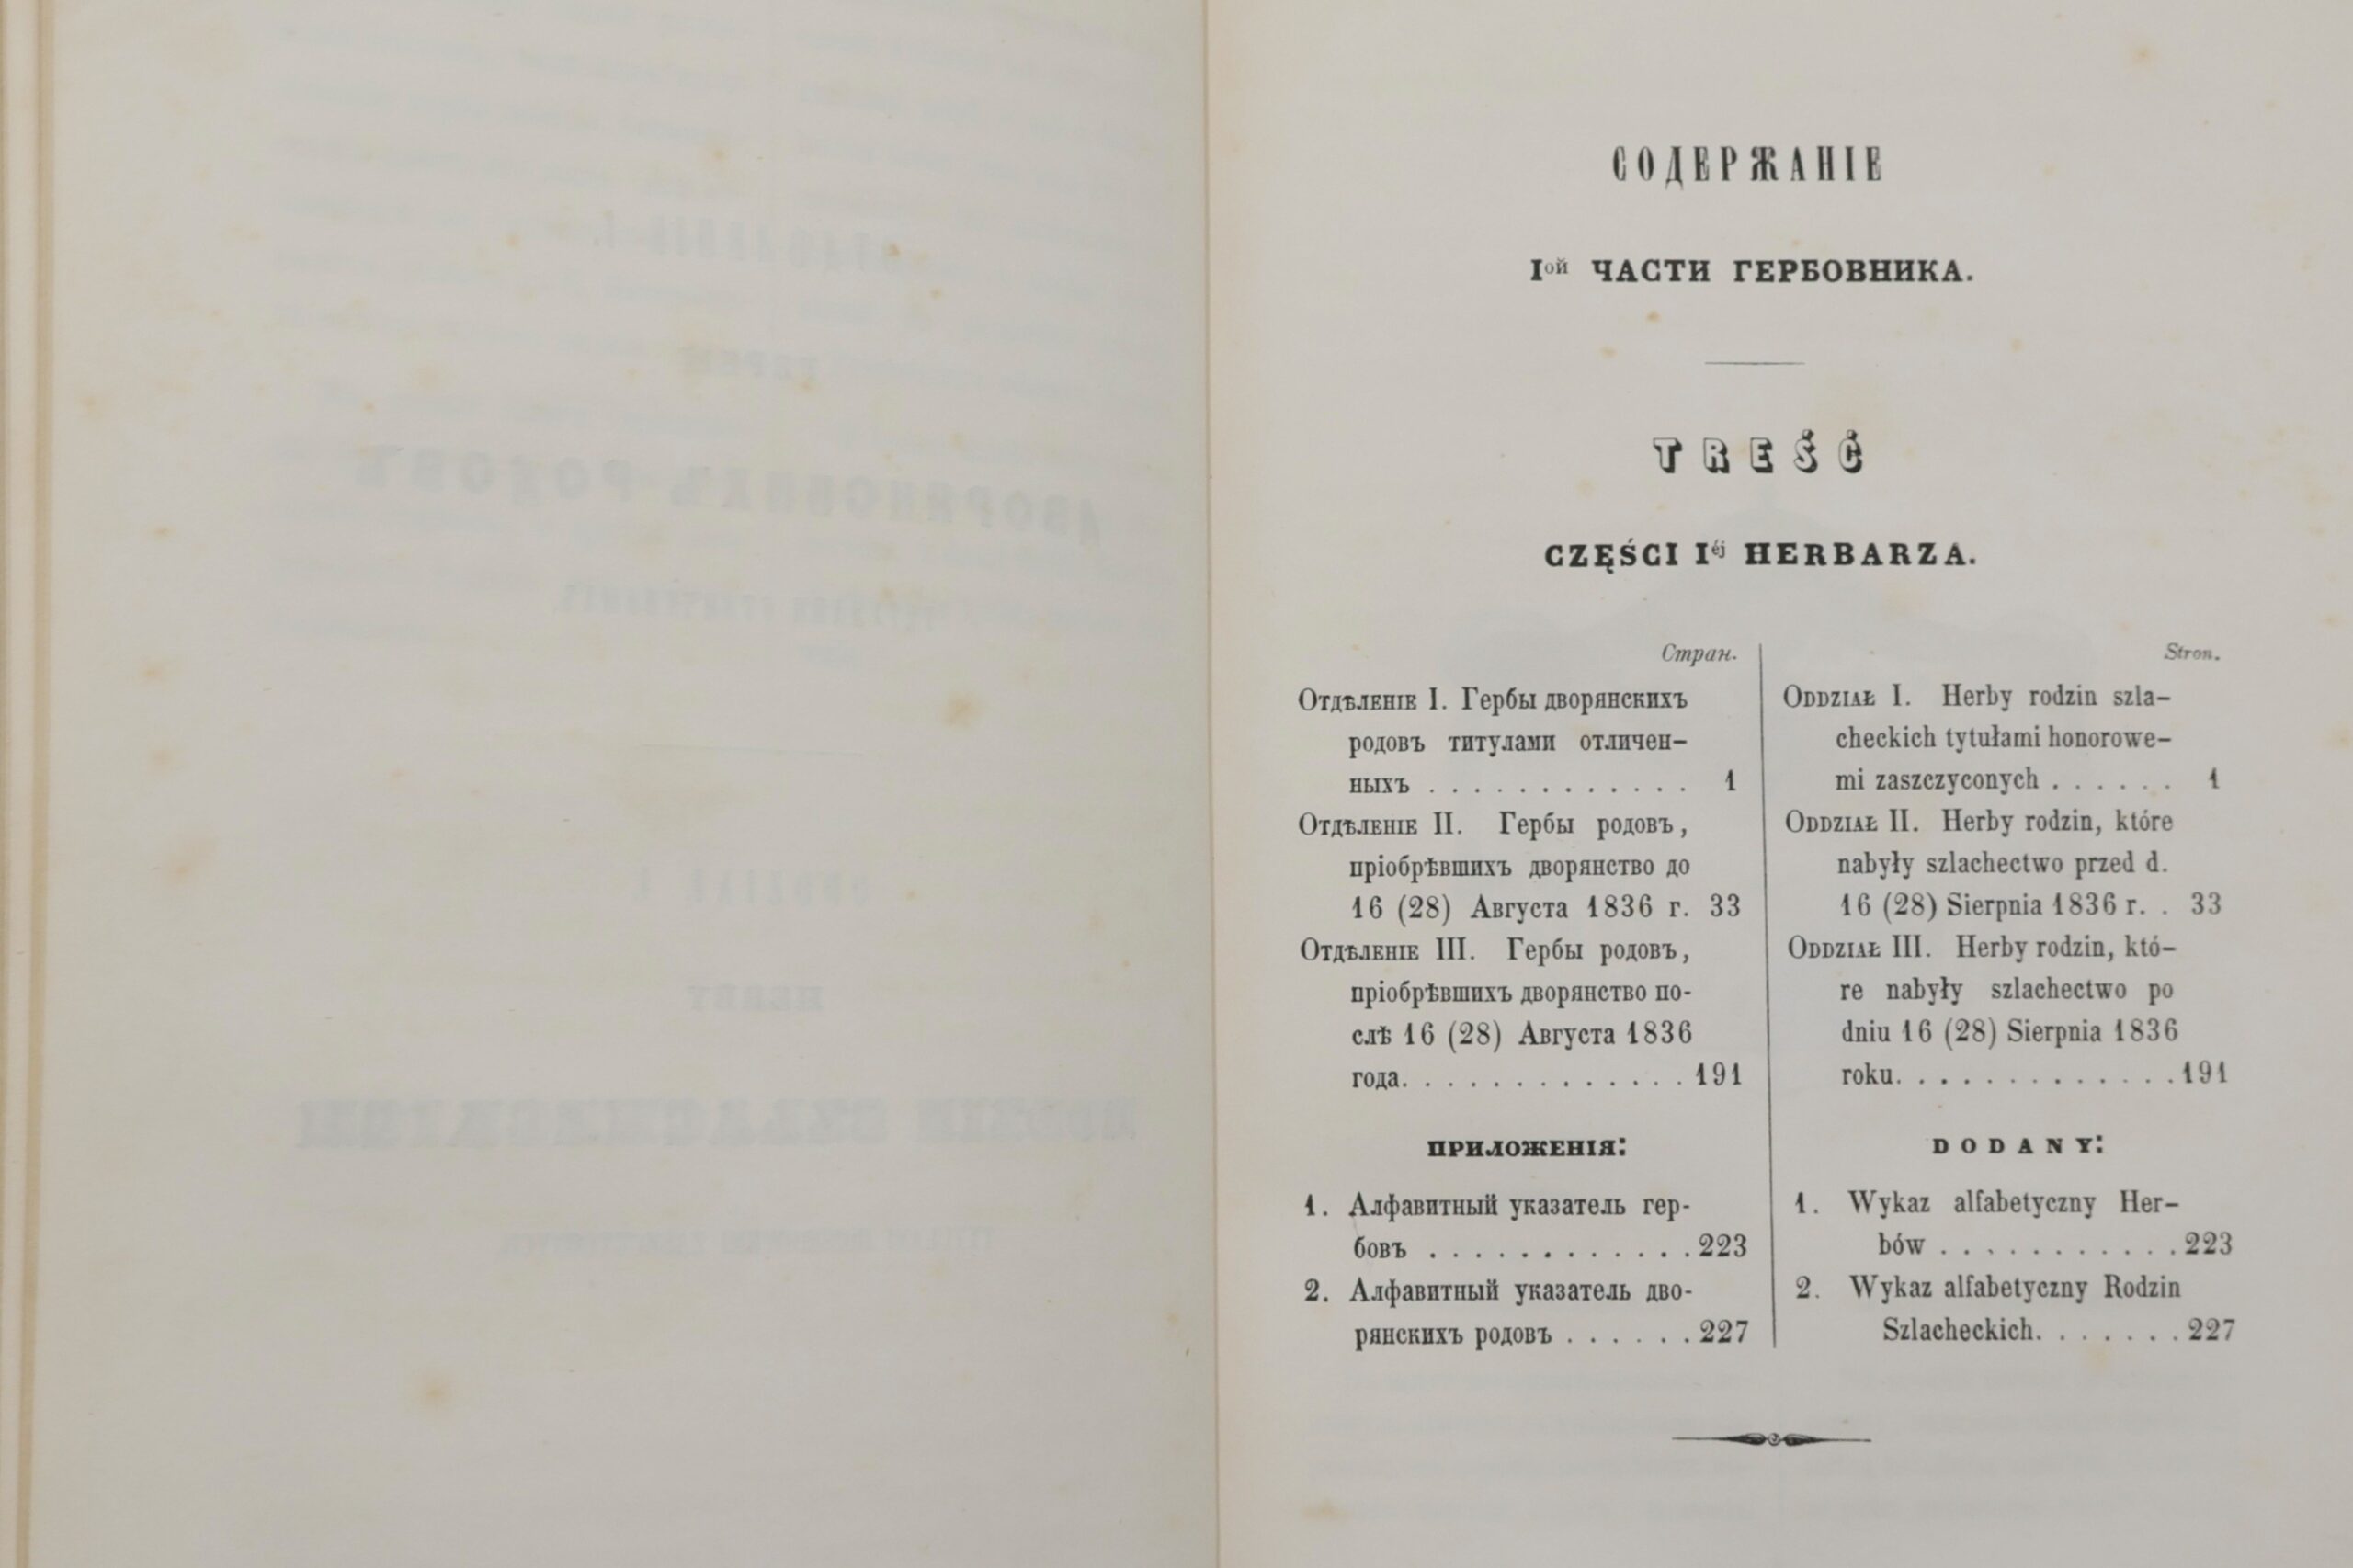 СОДЕРЖАНІЕ
Iой ЧАСТИ ГЕРБОВНИКА.
TREŚĆ
CZĘŚCI Iéj HERBARZA.
Стран.
Отдѣленіе I. Гербы дворянскихъ
родовъ титулами отличен-
ныхъ . . . . . . . . . . . . 1
Отдѣленіе II. Гербы родовъ,
пріобрѣвшихъ дворянство до
16 (28) Августа 1836 г. 33
Отдѣленіе III. Гербы родовъ,
пріобрѣвшихъ дворянство по-
слѣ 16 (28) Августа 1836
года. . . . . . . . . . . . . 191
ПРИЛОЖЕНІЯ:
1. Алфавитный указатель гер-
бовъ . . . . . . . . . . . . 223
2. Алфавитный указатель дво-
рянскихъ родовъ . . . . . . 227
Stron.
Oddział I. Herby rodzin szla-
checkich tytułami honorowe-
mi zaszczyconych . . . . . . 1
Oddział II. Herby rodzin, które
nabyły szlachectwo przed d.
16 (28) Sierpnia 1836 r. . 33
Oddział III. Herby rodzin, któ-
re nabyły szlachectwo po
dniu 16 (28) Sierpnia 1836
roku. . . . . . . . . . . . . 191
DODANY:
1. Wykaz alfabetyczny Her-
bów . . . . . . . . . . . 223
2. Wykaz alfabetyczny Rodzin
Szlacheckich. . . . . . . 227